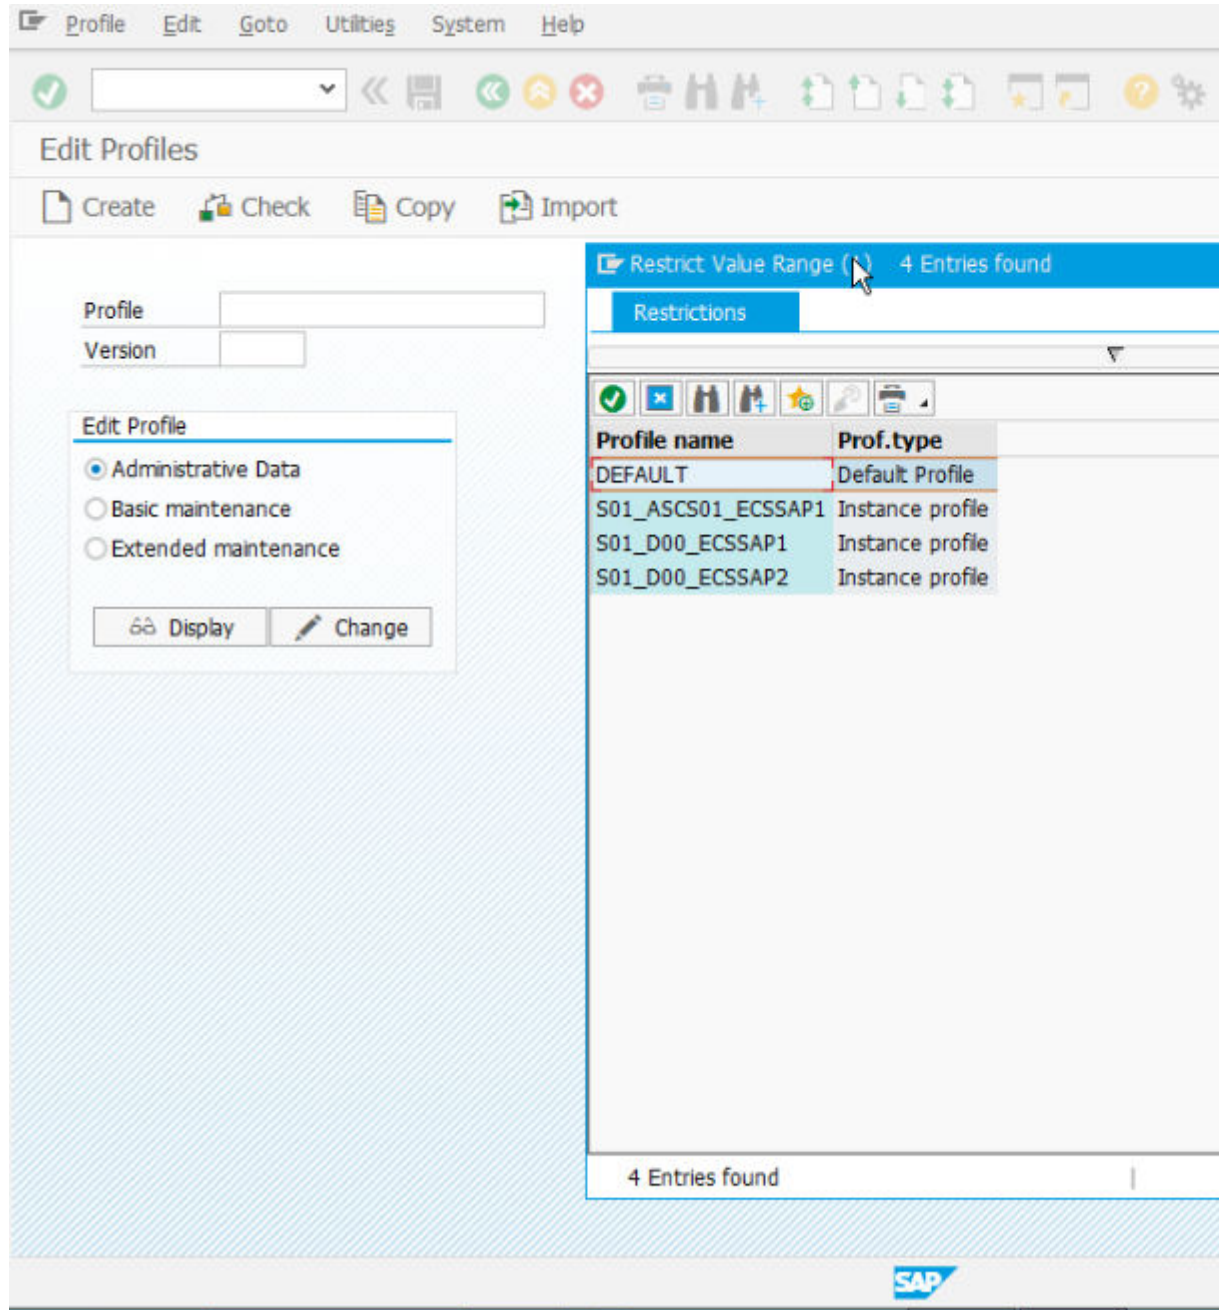 Profile Edit Goto Utilities System Help
Edit Profiles
Create Check Copy Import
Restrict Value Range ( ) 4 Entries found
Restrictions
Profile
Version
Edit Profile
Administrative Data
Basic maintenance
Extended maintenance
Display Change
Profile name Prof.type
DEFAULT Default Profile
S01_ASCS01_ECSSAP1 Instance profile
S01_D00_ECSSAP1 Instance profile
S01_D00_ECSSAP2 Instance profile
4 Entries found
SAP